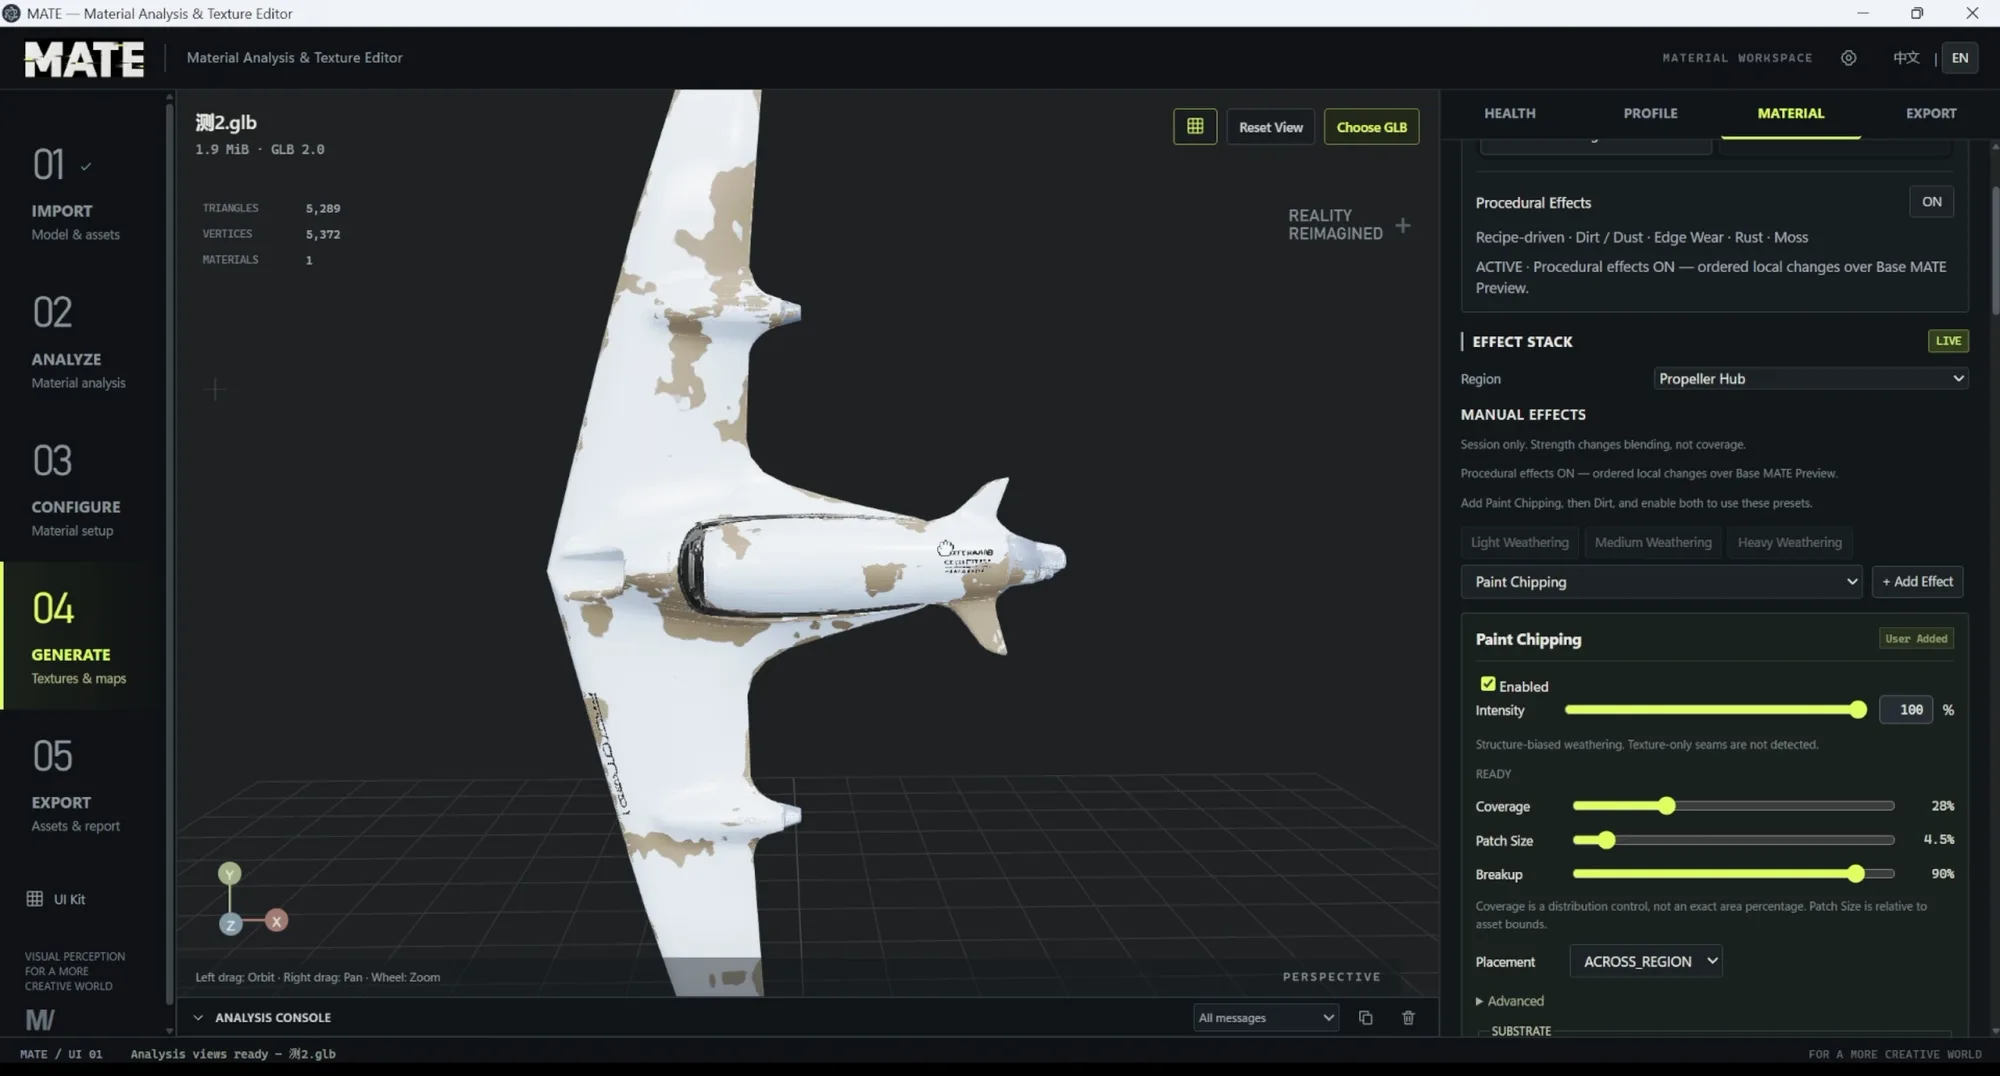 MATE — Material Analysis & Texture Editor
MATE
Material Analysis & Texture Editor
MATERIAL WORKSPACE
中文 | EN
01
IMPORT
Model & assets
02
ANALYZE
Material analysis
03
CONFIGURE
Material setup
04
GENERATE
Textures & maps
05
EXPORT
Assets & report
UI Kit
VISUAL PERCEPTION
FOR A MORE
CREATIVE WORLD
M/
测2.glb
1.9 MiB · GLB 2.0
TRIANGLES 5,289
VERTICES 5,372
MATERIALS 1
Reset View
Choose GLB
REALITY
REIMAGINED
Y
Z
X
Left drag: Orbit · Right drag: Pan · Wheel: Zoom
PERSPECTIVE
ANALYSIS CONSOLE
All messages
HEALTH
PROFILE
MATERIAL
EXPORT
Procedural Effects
ON
Recipe-driven · Dirt / Dust · Edge Wear · Rust · Moss
ACTIVE · Procedural effects ON — ordered local changes over Base MATE
Preview.
EFFECT STACK
LIVE
Region
Propeller Hub
MANUAL EFFECTS
Session only. Strength changes blending, not coverage.
Procedural effects ON — ordered local changes over Base MATE Preview.
Add Paint Chipping, then Dirt, and enable both to use these presets.
Light Weathering
Medium Weathering
Heavy Weathering
Paint Chipping
+ Add Effect
Paint Chipping
User Added
Enabled
Intensity
100 %
Structure-biased weathering. Texture-only seams are not detected.
READY
Coverage
28%
Patch Size
4.5%
Breakup
90%
Coverage is a distribution control, not an exact area percentage. Patch Size is relative to
asset bounds.
Placement
ACROSS_REGION
Advanced
SUBSTRATE
MATE / UI 01
Analysis views ready — 测2.glb
FOR A MORE CREATIVE WORLD